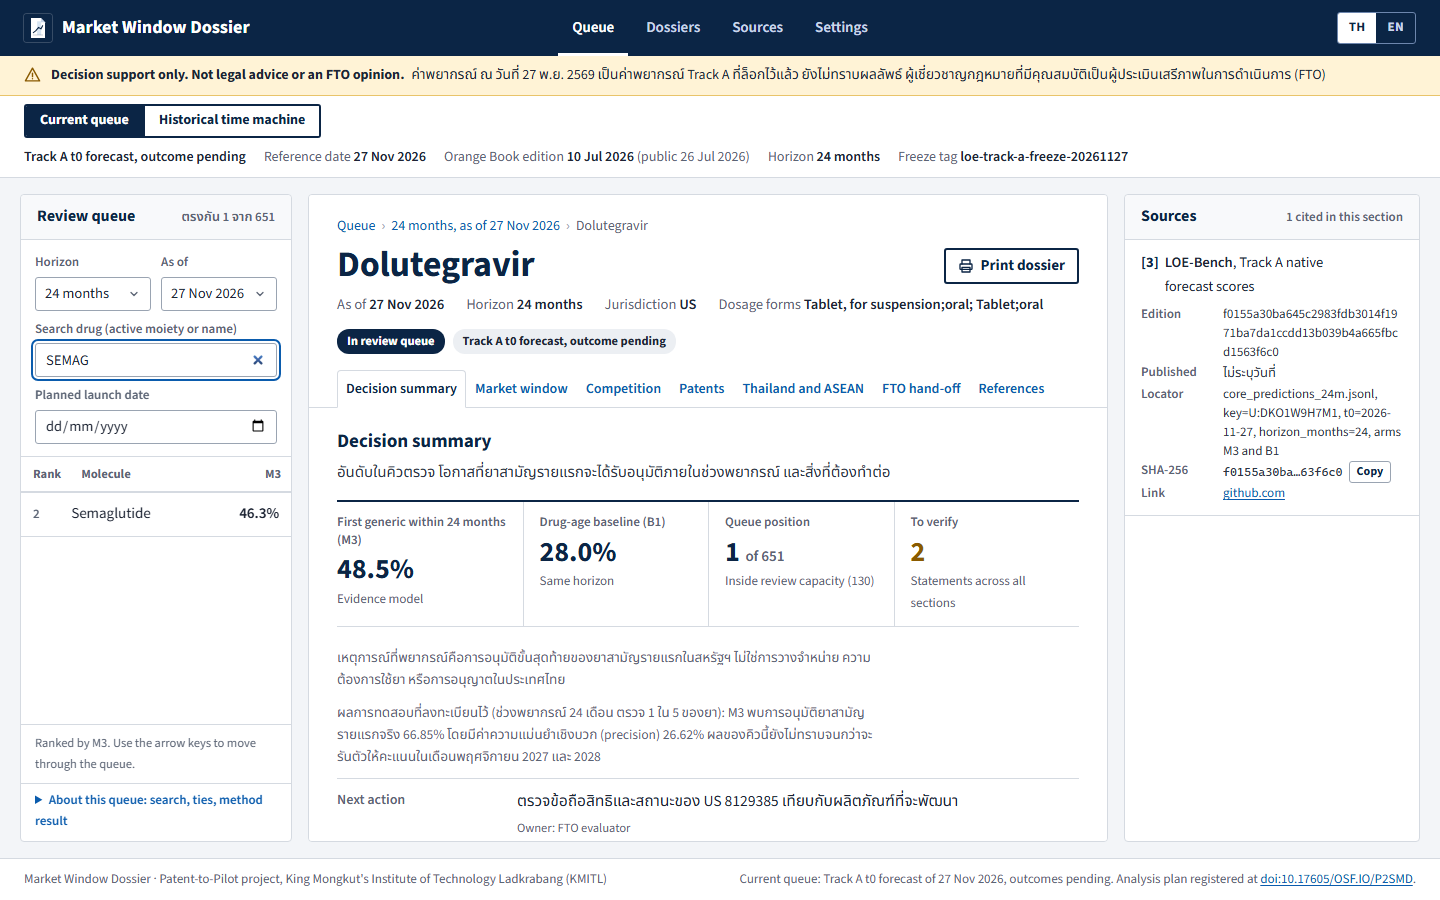 Market Window Dossier
Queue
Dossiers
Sources
Settings
TH
EN
Decision support only. Not legal advice or an FTO opinion. ค่าพยากรณ์ ณ วันที่ 27 พ.ย. 2569 เป็นค่าพยากรณ์ Track A ที่ล็อกไว้แล้ว ยังไม่ทราบผลลัพธ์ ผู้เชี่ยวชาญกฎหมายที่มีคุณสมบัติเป็นผู้ประเมินเสรีภาพในการดำเนินการ (FTO)
Current queue
Historical time machine
Track A t0 forecast, outcome pending
Reference date 27 Nov 2026
Orange Book edition 10 Jul 2026 (public 26 Jul 2026)
Horizon 24 months
Freeze tag loe-track-a-freeze-20261127
Review queue
ตรงกัน 1 จาก 651
Horizon
As of
24 months
27 Nov 2026
Search drug (active moiety or name)
SEMAG
Planned launch date
dd/mm/yyyy
Rank
Molecule
M3
2
Semaglutide
46.3%
Ranked by M3. Use the arrow keys to move
through the queue.
About this queue: search, ties, method
result
Queue › 24 months, as of 27 Nov 2026 › Dolutegravir
Dolutegravir
Print dossier
As of 27 Nov 2026
Horizon 24 months
Jurisdiction US
Dosage forms Tablet, for suspension;oral; Tablet;oral
In review queue
Track A t0 forecast, outcome pending
Decision summary
Market window
Competition
Patents
Thailand and ASEAN
FTO hand-off
References
Decision summary
อันดับในคิวตรวจ โอกาสที่ยาสามัญรายแรกจะได้รับอนุมัติภายในช่วงพยากรณ์ และสิ่งที่ต้องทำต่อ
First generic within 24 months
(M3)
48.5%
Evidence model
Drug-age baseline (B1)
28.0%
Same horizon
Queue position
1 of 651
Inside review capacity (130)
To verify
2
Statements across all
sections
เหตุการณ์ที่พยากรณ์คือการอนุมัติขั้นสุดท้ายของยาสามัญรายแรกในสหรัฐฯ ไม่ใช่การวางจำหน่าย ความ
ต้องการใช้ยา หรือการอนุญาตในประเทศไทย
ผลการทดสอบที่ลงทะเบียนไว้ (ช่วงพยากรณ์ 24 เดือน ตรวจ 1 ใน 5 ของยา): M3 พบการอนุมัติยาสามัญ
รายแรกจริง 66.85% โดยมีค่าความแม่นยำเชิงบวก (precision) 26.62% ผลของคิวนี้ยังไม่ทราบจนกว่าจะ
รันตัวให้คะแนนในเดือนพฤศจิกายน 2027 และ 2028
Next action
ตรวจข้อถือสิทธิและสถานะของ US 8129385 เทียบกับผลิตภัณฑ์ที่จะพัฒนา
Owner: FTO evaluator
Sources
1 cited in this section
[3] LOE-Bench, Track A native
forecast scores
Edition
f0155a30ba645c2983fdb3014f19
71ba7da1ccdd13b039b4a665fbc
d1563f6c0
Published
ไม่ระบุวันที่
Locator
core_predictions_24m.jsonl,
key=U:DKO1W9H7M1, t0=2026-
11-27, horizon_months=24, arms
M3 and B1
SHA-256
f0155a30ba…63f6c0
Copy
Link
github.com
Market Window Dossier · Patent-to-Pilot project, King Mongkut's Institute of Technology Ladkrabang (KMITL)
Current queue: Track A t0 forecast of 27 Nov 2026, outcomes pending. Analysis plan registered at doi:10.17605/OSF.IO/P2SMD.